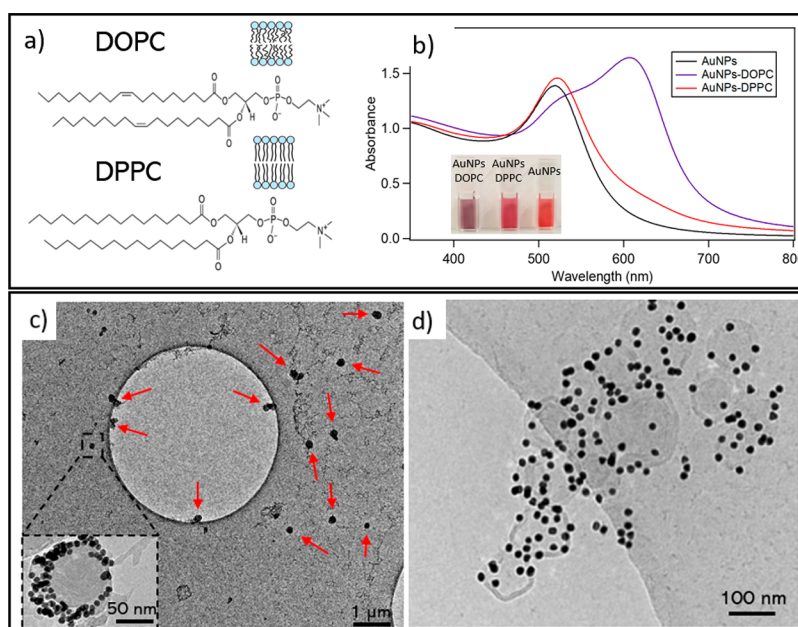 a)
DOPC
O
O
O
O
H
O
P
O
O⁻
N⁺
DPPC
O
O
O
O
H
O
P
O
O⁻
N⁺
b)
AuNPs
AuNPs-DOPC
AuNPs-DPPC
Absorbance
1.5
1.0
0.5
0.0
AuNPs DOPC
AuNPs DPPC
AuNPs
400 500 600 700 80
Wavelength (nm)
c)
50 nm
1 µm
d)
100 nm